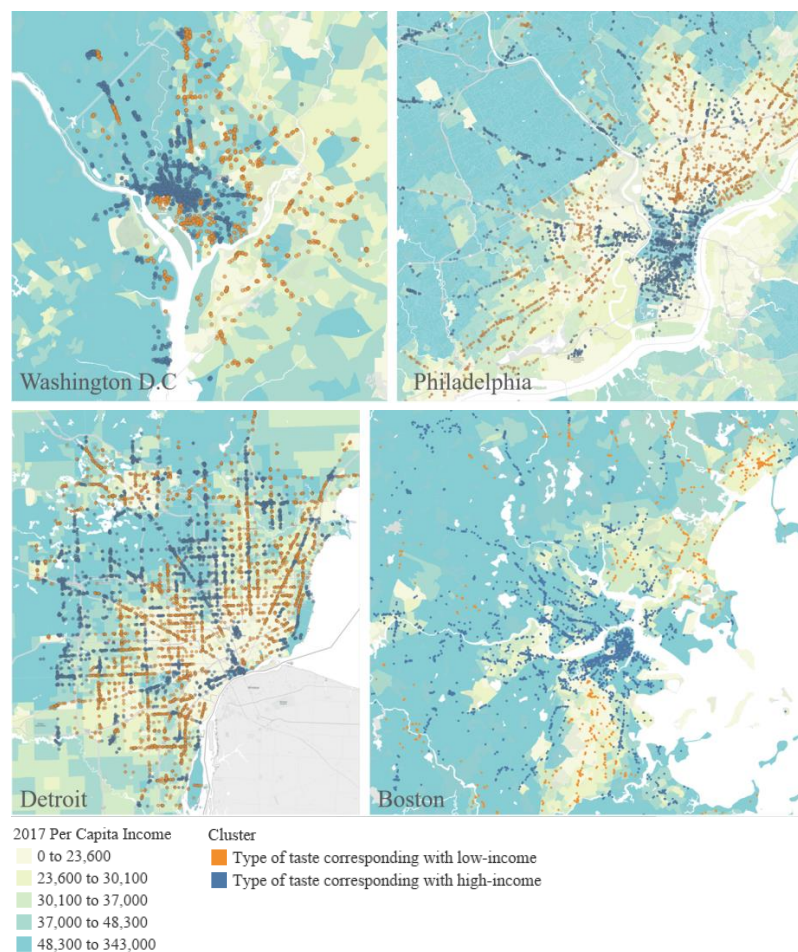 Washington D.C
Philadelphia
Detroit
Boston
2017 Per Capita Income
0 to 23,600
23,600 to 30,100
30,100 to 37,000
37,000 to 48,300
48,300 to 343,000
Cluster
Type of taste corresponding with low-income
Type of taste corresponding with high-income